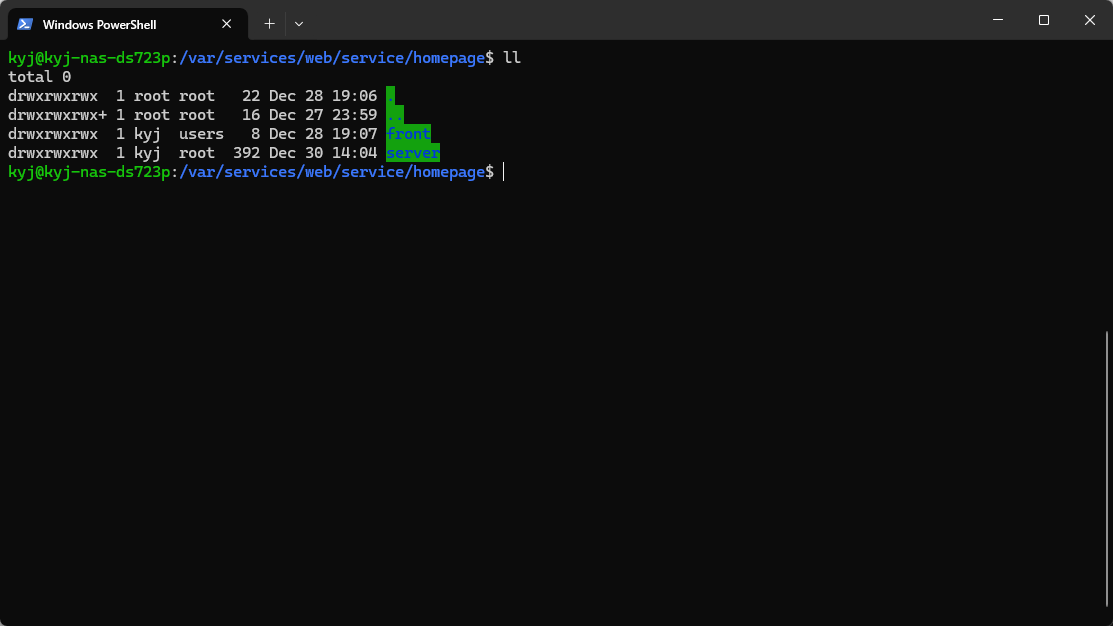 Windows PowerShell
kyj@kyj-nas-ds723p:/var/services/web/service/homepage$ ll
total 0
drwxrwxrwx  1 root root   22 Dec 28 19:06 .
drwxrwxrwx+ 1 root root   16 Dec 27 23:59 ..
drwxrwxrwx  1 kyj  users   8 Dec 28 19:07 front
drwxrwxrwx  1 kyj  root  392 Dec 30 14:04 server
kyj@kyj-nas-ds723p:/var/services/web/service/homepage$